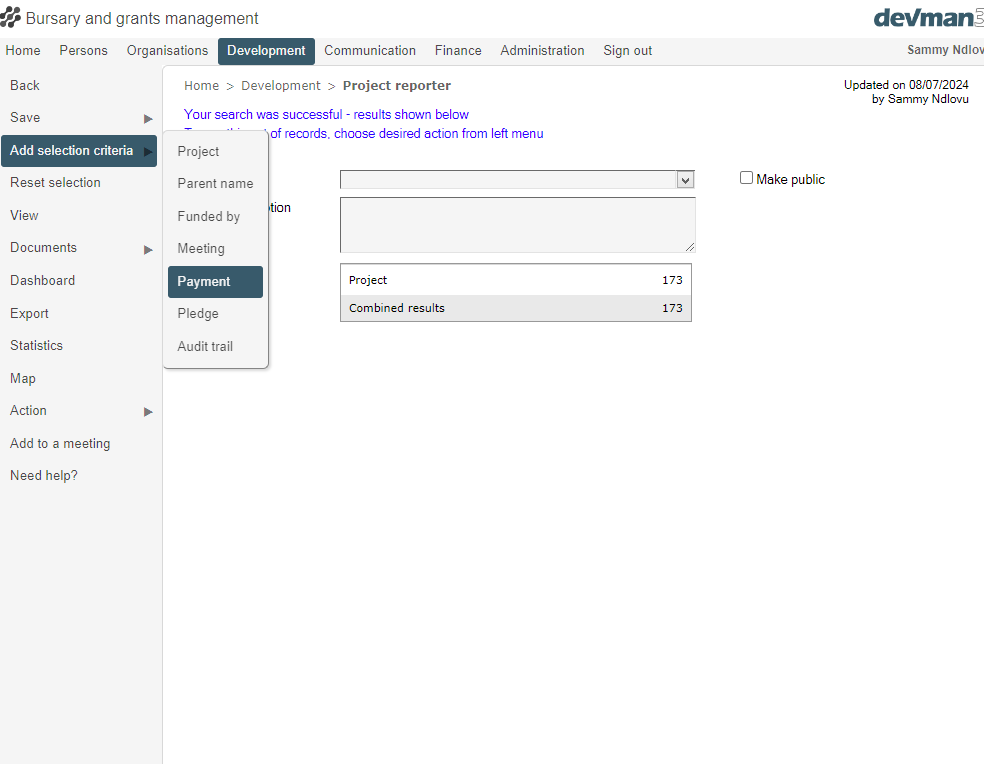 Bursary and grants management
devman
Home Persons Organisations Development Communication Finance Administration Sign out
Sammy
Back
Save
Add selection criteria
Reset selection
View
Documents
Dashboard
Export
Statistics
Map
Action
Add to a meeting
Need help?
Home > Development > Project reporter
Updated on 08/07/2024
by Sammy Ndlovu
Your search was successful - results shown below
of records, choose desired action from left menu
Project
Parent name
Funded by
Meeting
Payment
Pledge
Audit trail
Make public
Project 173
Combined results 173